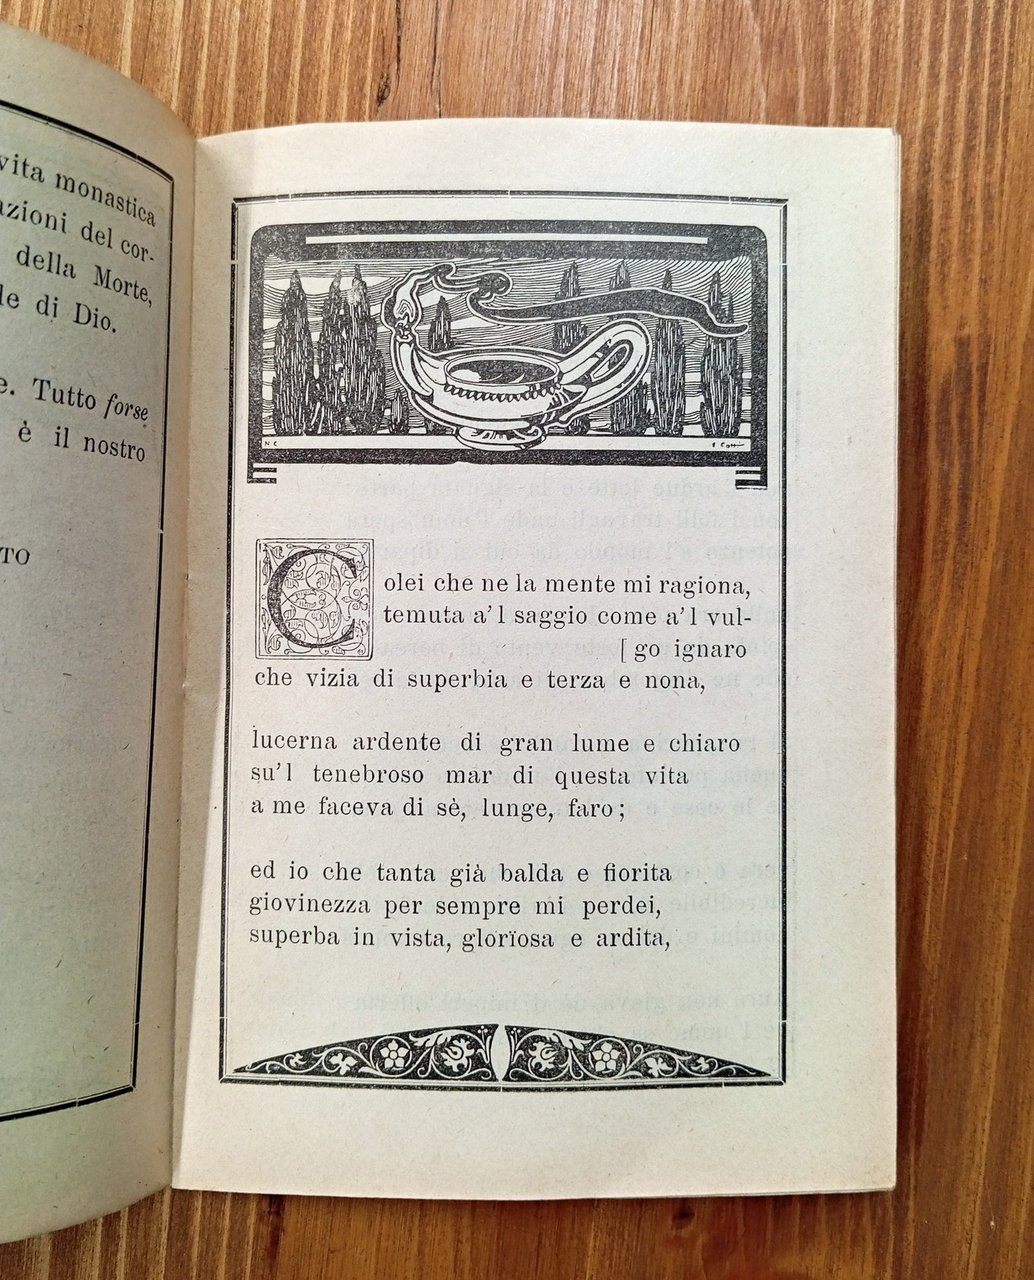 vita monastica
azioni del cor-
della Morte,
di Dio.
Tutto forse
è il nostro
TO
N C
Colei che ne la mente mi ragiona,
temuta a’ l saggio come a’ l vul-
[ go ignaro
che vizia di superbia e terza e nona,
lucerna ardente di gran lume e chiaro
su’l tenebroso mar di questa vita
a me faceva di sè, lunge, faro ;
ed io che tanta già balda e fiorita
giovinezza per sempre mi perdei,
superba in vista, glorïosa e ardita,